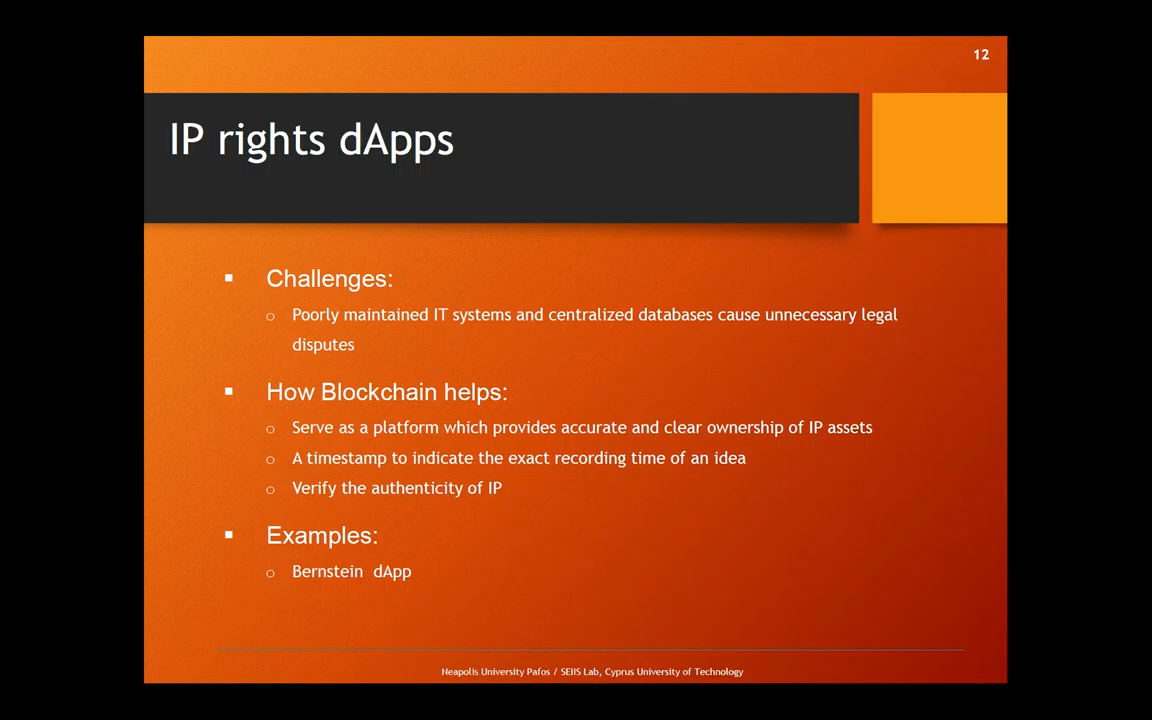 12
IP rights dApps
▪ Challenges:
o Poorly maintained IT systems and centralized databases cause unnecessary legal
disputes
▪ How Blockchain helps:
o Serve as a platform which provides accurate and clear ownership of IP assets
o A timestamp to indicate the exact recording time of an idea
o Verify the authenticity of IP
▪ Examples:
o Bernstein dApp
Neapolis University Pafos / SEIIS Lab, Cyprus University of Technology